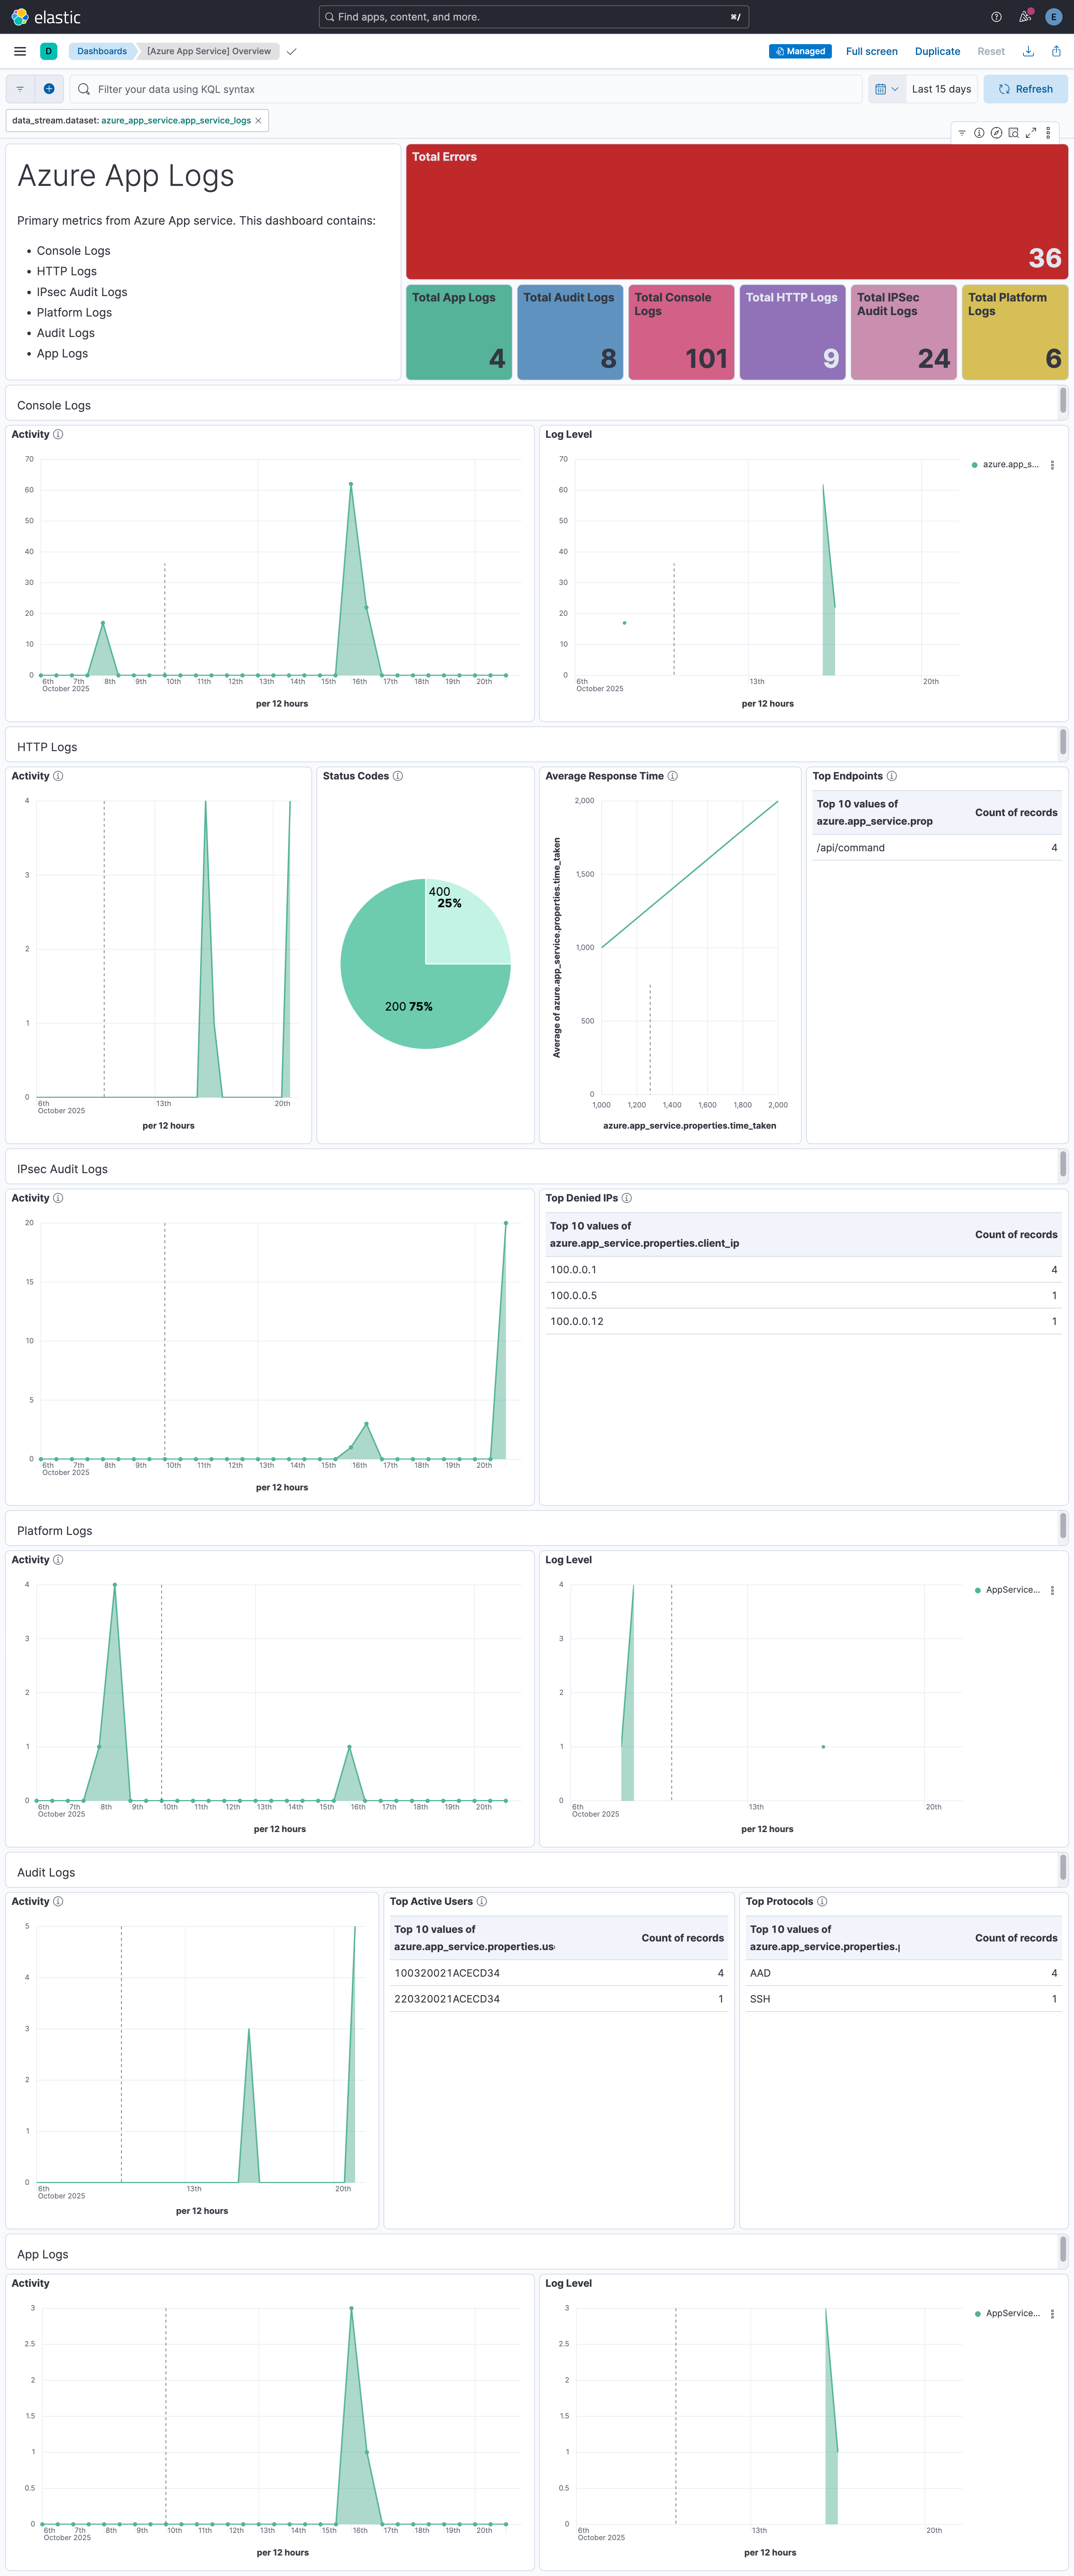 elastic
Find apps, content, and more.
⌘/
E
D
Dashboards
[Azure App Service] Overview
Managed
Full screen
Duplicate
Reset
Filter your data using KQL syntax
Last 15 days
Refresh
data_stream.dataset: azure_app_service.app_service_logs ×
Azure App Logs
Primary metrics from Azure App service. This dashboard contains:
• Console Logs
• HTTP Logs
• IPsec Audit Logs
• Platform Logs
• Audit Logs
• App Logs
Total Errors
36
Total App Logs
4
Total Audit Logs
8
Total Console
Logs
101
Total HTTP Logs
9
Total IPSec
Audit Logs
24
Total Platform
Logs
6
Console Logs
Activity
70
60
50
40
30
20
10
0
6th 7th 8th 9th 10th 11th 12th 13th 14th 15th 16th 17th 18th 19th 20th
October 2025
per 12 hours
Log Level
70
60
50
40
30
20
10
0
6th 13th 20th
October 2025
per 12 hours
azure.app_s...
HTTP Logs
Activity
4
3
2
1
0
6th 13th 20th
October 2025
per 12 hours
Status Codes
400
25%
200 75%
Average Response Time
Average of azure.app_service.properties.time_taken
2,000
1,500
1,000
500
0
1,000 1,200 1,400 1,600 1,800 2,000
azure.app_service.properties.time_taken
Top Endpoints
Top 10 values of
azure.app_service.prop
Count of records
/api/command 4
IPsec Audit Logs
Activity
20
15
10
5
0
6th 7th 8th 9th 10th 11th 12th 13th 14th 15th 16th 17th 18th 19th 20th
October 2025
per 12 hours
Top Denied IPs
Top 10 values of
azure.app_service.properties.client_ip
Count of records
100.0.0.1 4
100.0.0.5 1
100.0.0.12 1
Platform Logs
Activity
4
3
2
1
0
6th 7th 8th 9th 10th 11th 12th 13th 14th 15th 16th 17th 18th 19th 20th
October 2025
per 12 hours
Log Level
4
3
2
1
0
6th 13th 20th
October 2025
per 12 hours
AppService...
Audit Logs
Activity
5
4
3
2
1
0
6th 13th 20th
October 2025
per 12 hours
Top Active Users
Top 10 values of
azure.app_service.properties.us
Count of records
100320021ACECD34 4
220320021ACECD34 1
Top Protocols
Top 10 values of
azure.app_service.properties.p
Count of records
AAD 4
SSH 1
App Logs
Activity
3
2.5
2
1.5
1
0.5
0
6th 7th 8th 9th 10th 11th 12th 13th 14th 15th 16th 17th 18th 19th 20th
October 2025
per 12 hours
Log Level
3
2.5
2
1.5
1
0.5
0
6th 13th 20th
October 2025
per 12 hours
AppService...